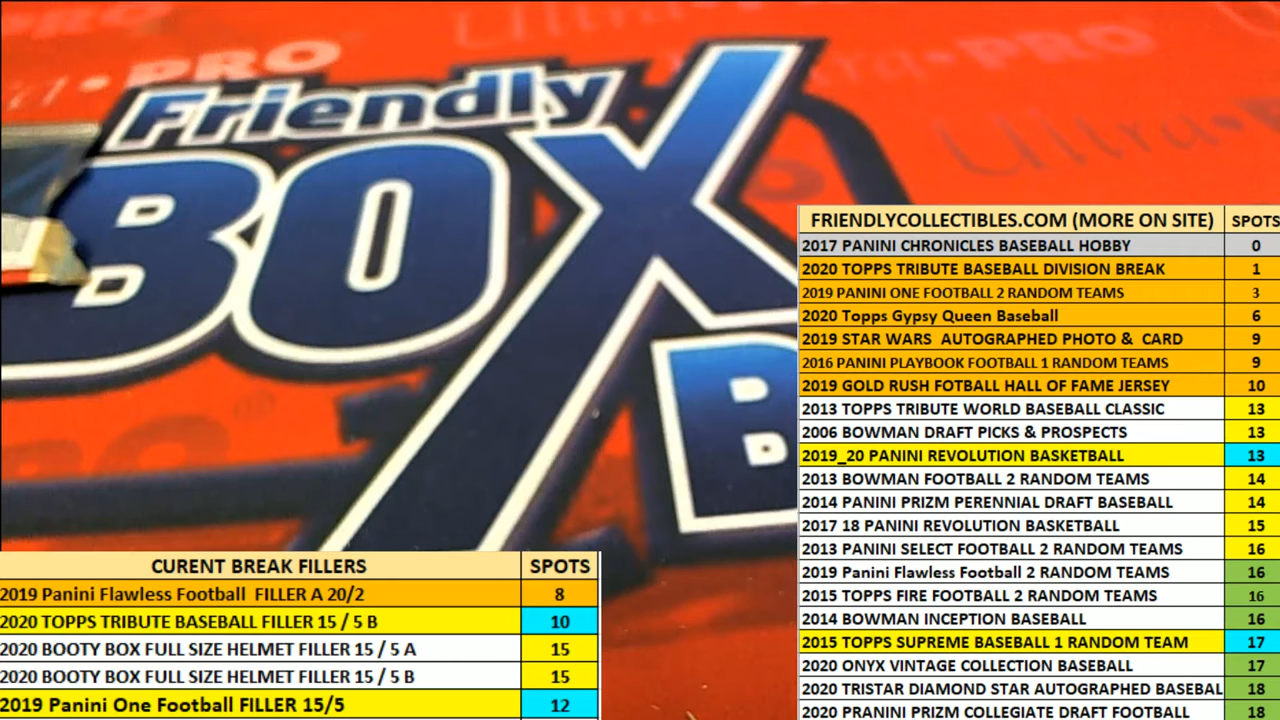 PRO
Ultra•PRO
Ultra•PRO
Friendly
BOX
B
PRO
FRIENDLYCOLLECTIBLES.COM (MORE ON SITE) SPOTS
2017 PANINI CHRONICLES BASEBALL HOBBY 0
2020 TOPPS TRIBUTE BASEBALL DIVISION BREAK 1
2019 PANINI ONE FOOTBALL 2 RANDOM TEAMS 3
2020 Topps Gypsy Queen Baseball 6
2019 STAR WARS AUTOGRAPHED PHOTO & CARD 9
2016 PANINI PLAYBOOK FOOTBALL 1 RANDOM TEAMS 9
2019 GOLD RUSH FOTBALL HALL OF FAME JERSEY 10
2013 TOPPS TRIBUTE WORLD BASEBALL CLASSIC 13
2006 BOWMAN DRAFT PICKS & PROSPECTS 13
2019_20 PANINI REVOLUTION BASKETBALL 13
2013 BOWMAN FOOTBALL 2 RANDOM TEAMS 14
2014 PANINI PRIZM PERENNIAL DRAFT BASEBALL 14
2017 18 PANINI REVOLUTION BASKETBALL 15
2013 PANINI SELECT FOOTBALL 2 RANDOM TEAMS 16
2019 Panini Flawless Football 2 RANDOM TEAMS 16
2015 TOPPS FIRE FOOTBALL 2 RANDOM TEAMS 16
2014 BOWMAN INCEPTION BASEBALL 16
2015 TOPPS SUPREME BASEBALL 1 RANDOM TEAM 17
2020 ONYX VINTAGE COLLECTION BASEBALL 17
2020 TRISTAR DIAMOND STAR AUTOGRAPHED BASEBAL 18
2020 PRANINI PRIZM COLLEGIATE DRAFT FOOTBALL 18
CURENT BREAK FILLERS SPOTS
2019 Panini Flawless Football FILLER A 20/2 8
2020 TOPPS TRIBUTE BASEBALL FILLER 15 / 5 B 10
2020 BOOTY BOX FULL SIZE HELMET FILLER 15 / 5 A 15
2020 BOOTY BOX FULL SIZE HELMET FILLER 15 / 5 B 15
2019 Panini One Football FILLER 15/5 12